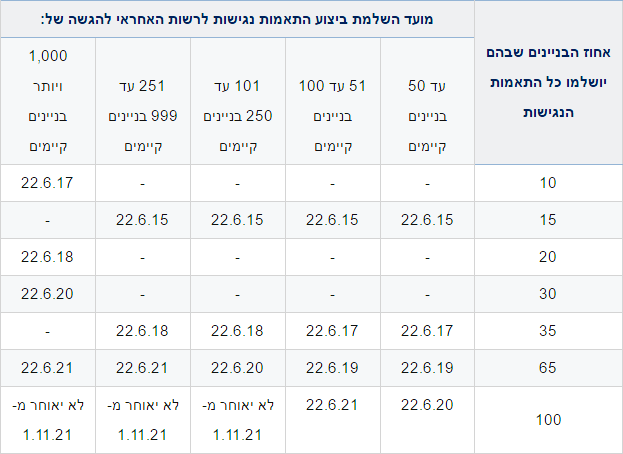 מועד השלמת ביצוע התאמות נגישות לרשות האחראי להגשה של:
אחוז הבניינים שבהם
יושלמו כל התאמות
הנגישות
עד 50
בניינים
קיימים
51 עד 100
בניינים
קיימים
101 עד
250 בניינים
קיימים
251 עד
999 בניינים
קיימים
1,000
ויותר
בניינים
קיימים
10 - - - - 22.6.17
15 22.6.15 22.6.15 22.6.15 22.6.15 -
20 - - - - 22.6.18
30 - - - - 22.6.20
35 22.6.17 22.6.17 22.6.18 22.6.18 -
65 22.6.19 22.6.19 22.6.20 22.6.21 22.6.21
100 22.6.20 22.6.21 לא יאוחר מ- לא יאוחר מ- לא יאוחר מ-
1.11.21 1.11.21 1.11.21